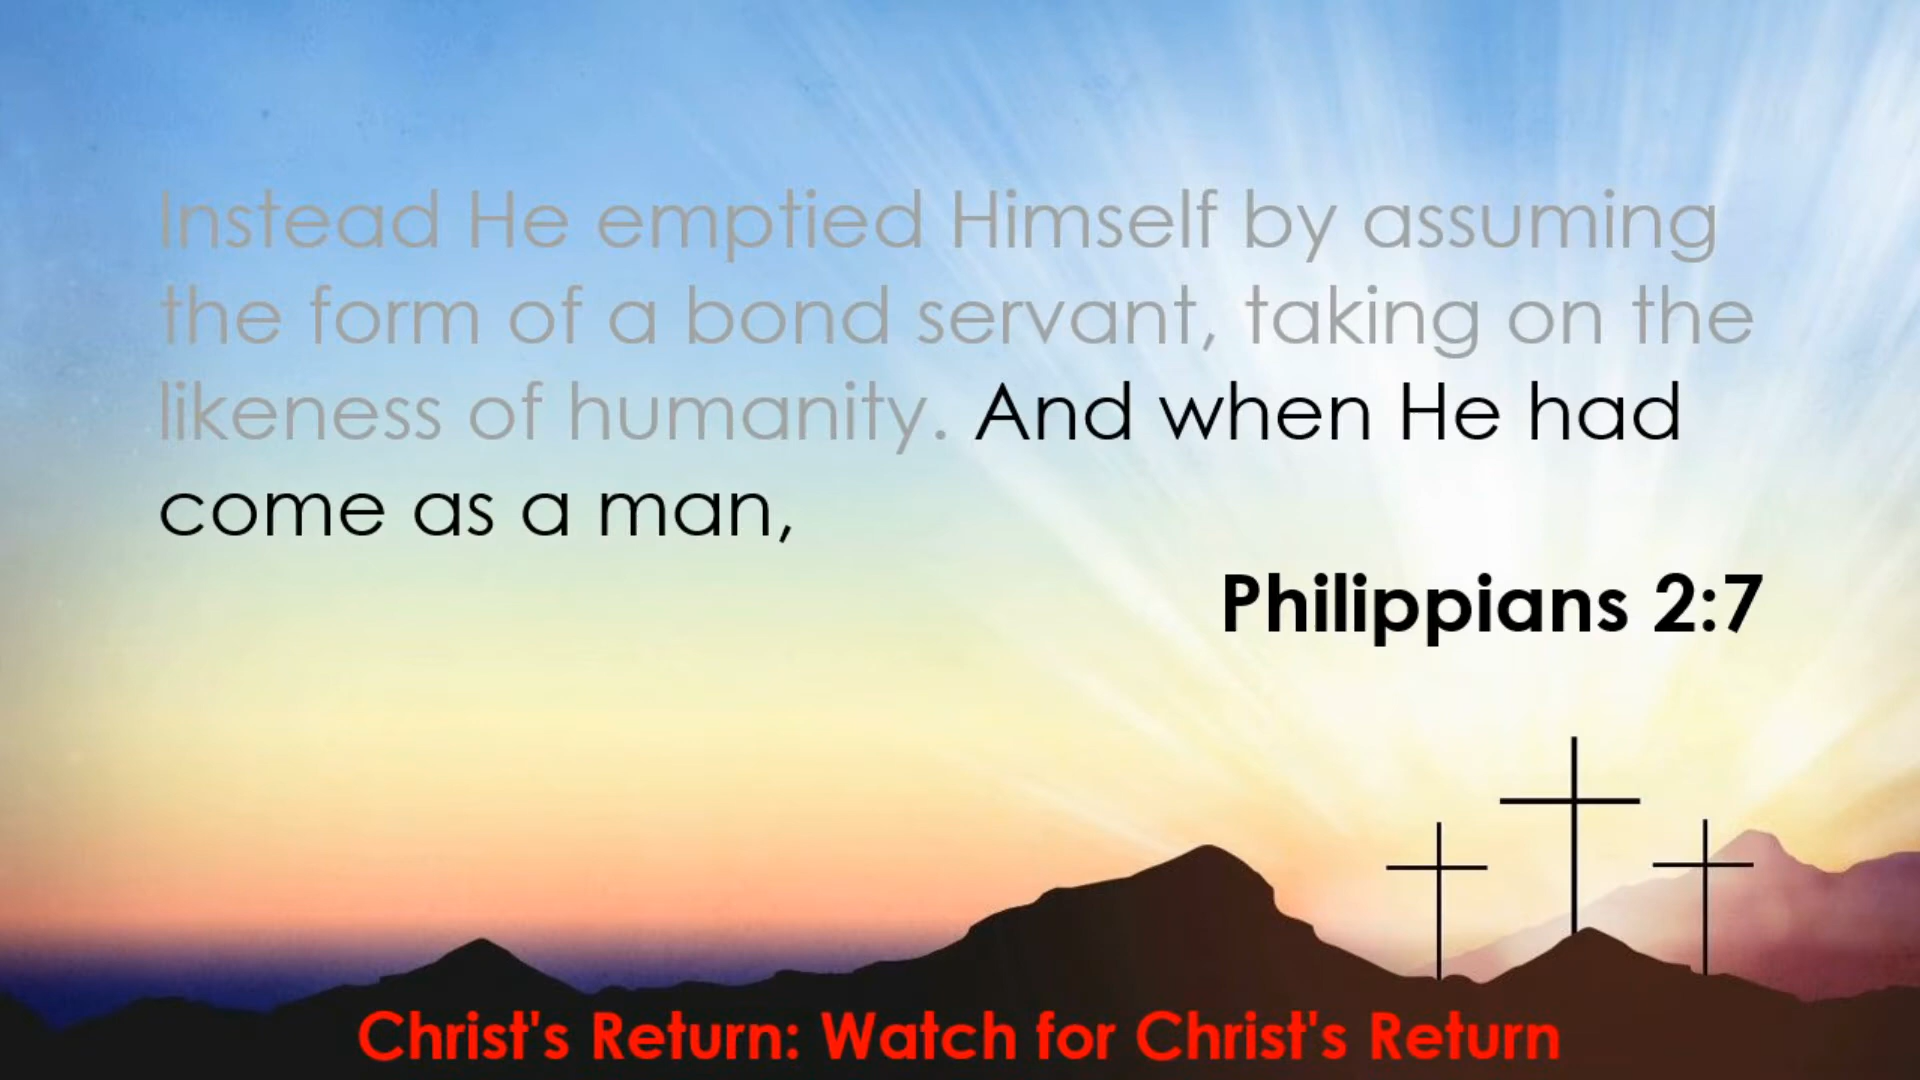 Instead He emptied Himself by assuming
the form of a bond servant, taking on the
likeness of humanity. And when He had
come as a man,
Philippians 2:7
Christ's Return: Watch for Christ's Return